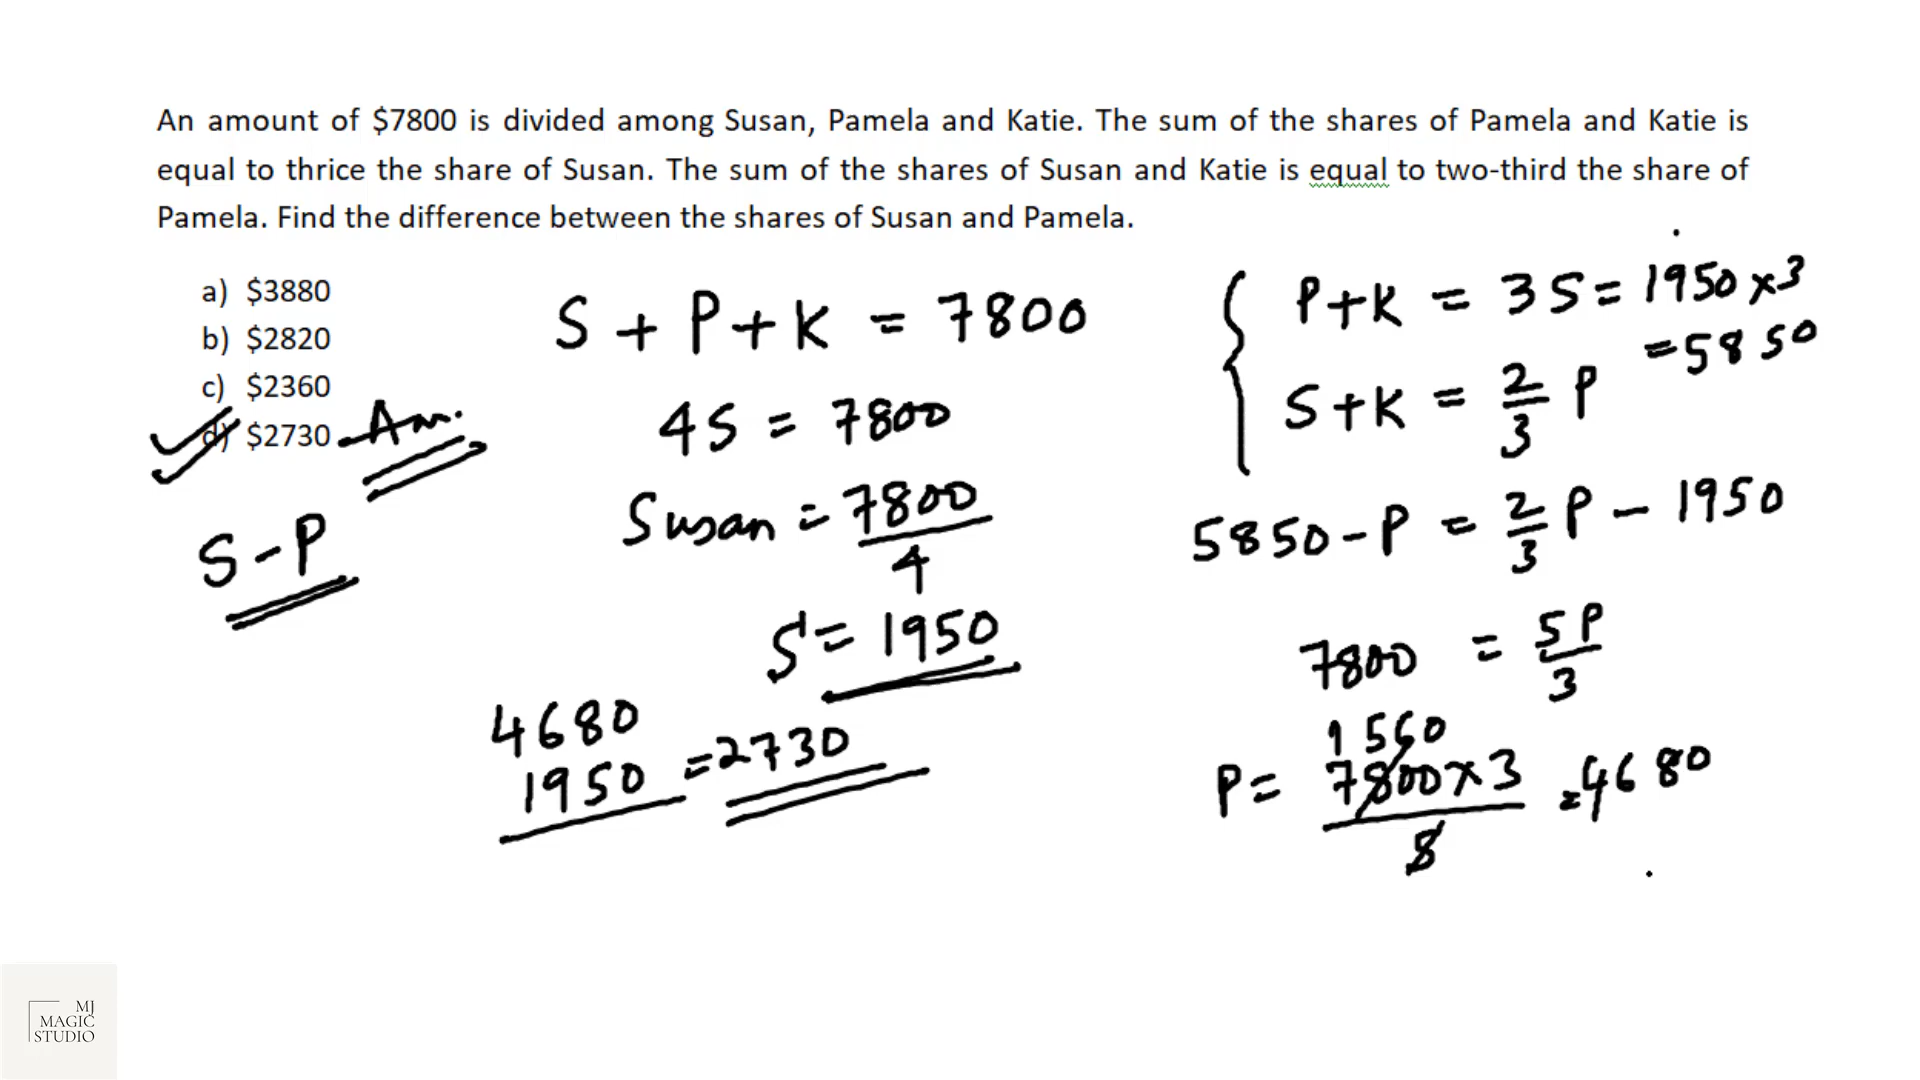 An amount of $7800 is divided among Susan, Pamela and Katie. The sum of the shares of Pamela and Katie is
equal to thrice the share of Susan. The sum of the shares of Susan and Katie is equal to two-third the share of
Pamela. Find the difference between the shares of Susan and Pamela.
a) $3880
b) $2820
c) $2360
d) $2730 Ans.
S - P
S + P + K = 7800
4S = 7800
Susan = 7800/4
S = 1950
4680
1950 = 2730
P+K = 3S = 1950 x 3
= 5850
S+K = 2/3 P
5850 - P = 2/3 P - 1950
7800 = 5P/3
1560
P = 7800 x 3 / 5 = 4680
MJ
MAGIC
STUDIO